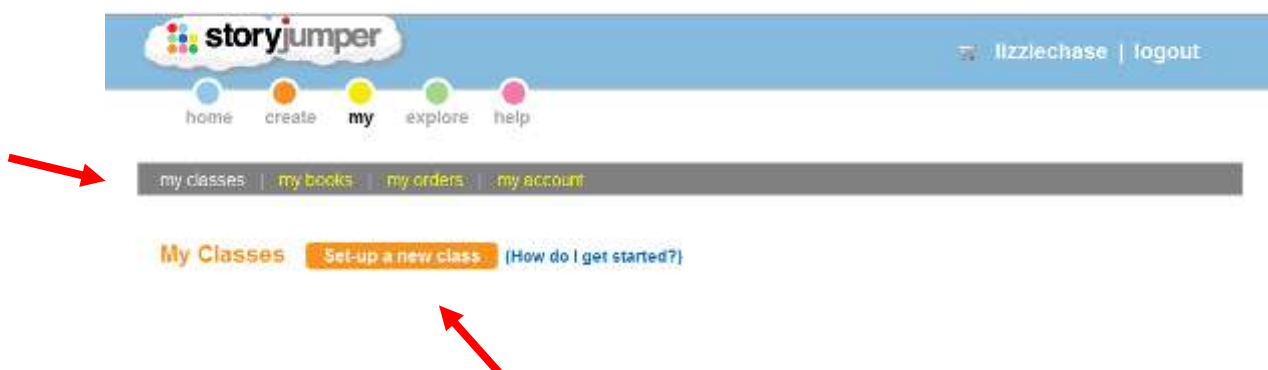 storyjumper
lizziechase | logout
home create my explore help
my classes | my books | my orders | my account
My Classes Set-up a new class (How do I get started?)